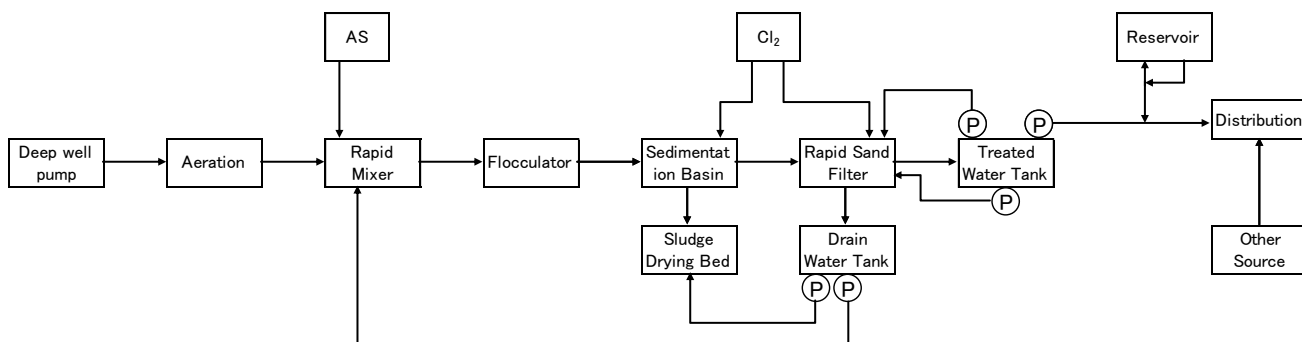 AS
Cl₂
Reservoir
P
P
Distribution
Deep well
pump
Aeration
Rapid
Mixer
Flocculator
Sedimentat
ion Basin
Rapid Sand
Filter
Treated
Water Tank
P
Sludge
Drying Bed
Drain
Water Tank
Other
Source
P
P